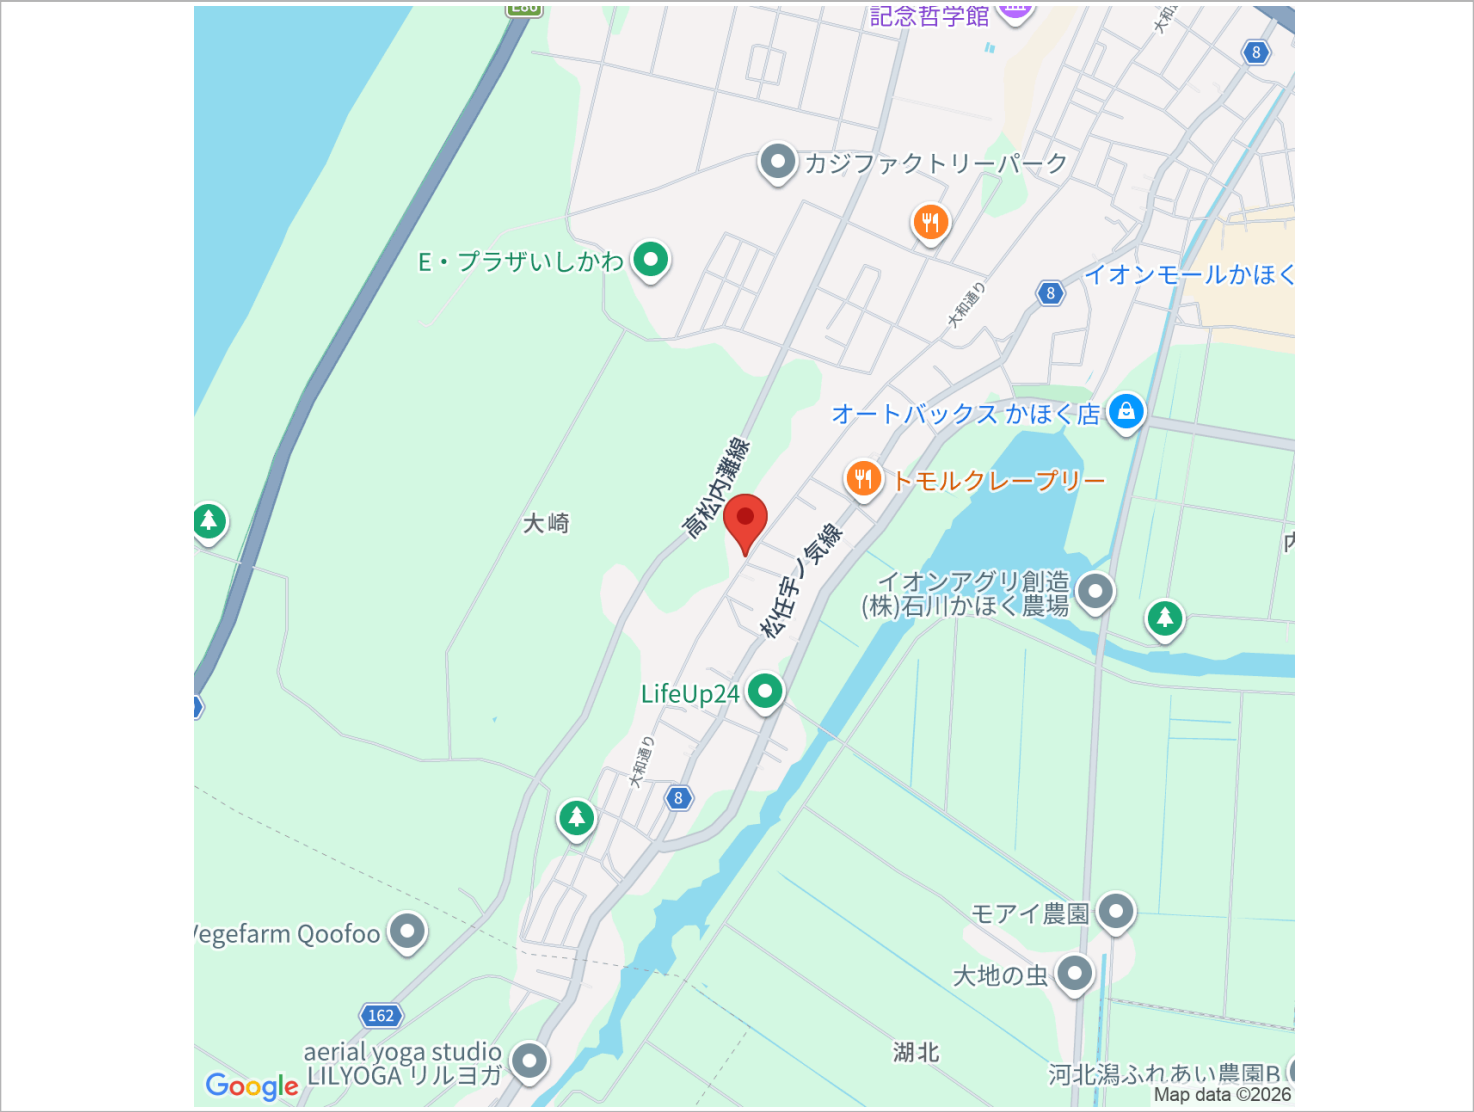 記念哲学館
大和通
8
カジファクトリーパーク
E・プラザいしかわ
イオンモールかほく
8
大和通り
オートバックス かほく店
高松内灘線
トモルクレープリー
大崎
松任宇ノ気線
内
イオンアグリ創造
(株)石川かほく農場
LifeUp24
大和通り
8
モアイ農園
Vegefarm Qoofoo
大地の虫
162
aerial yoga studio
LILYOGA リルヨガ
湖北
河北潟ふれあい農園B
Google
Map data ©2026